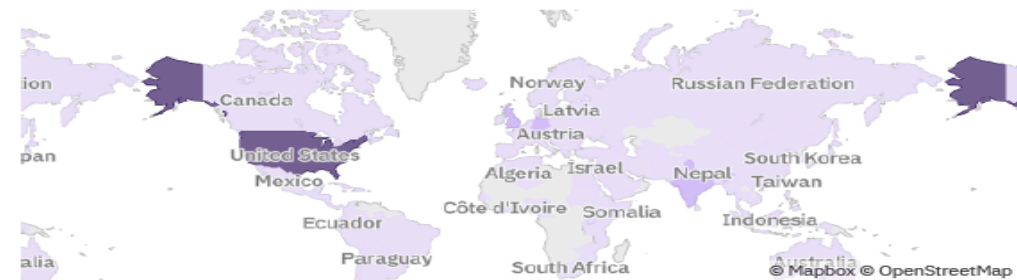 tion
Norway
Russian Federation
Canada
Latvia
Austria
pan
United States
South Korea
Mexico
Algeria
Israel
Nepal
Taiwan
Côte d'Ivoire
Somalia
Ecuador
Indonesia
alia
Paraguay
South Africa
Australia
© Mapbox © OpenStreetMap